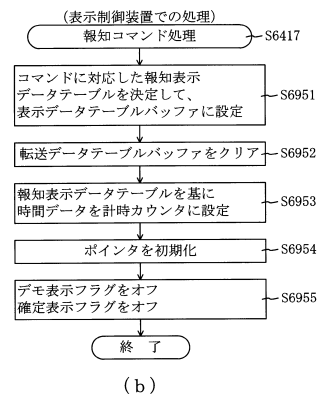 (表示制御装置での処理)
報知コマンド処理
S6417
コマンドに対応した報知表示
データテーブルを決定して、
表示データテーブルバッファに設定
S6951
転送データテーブルバッファをクリア
S6952
報知表示データテーブルを基に
時間データを計時カウンタに設定
S6953
ポインタを初期化
S6954
デモ表示フラグをオフ
確定表示フラグをオフ
S6955
終 了
(b)